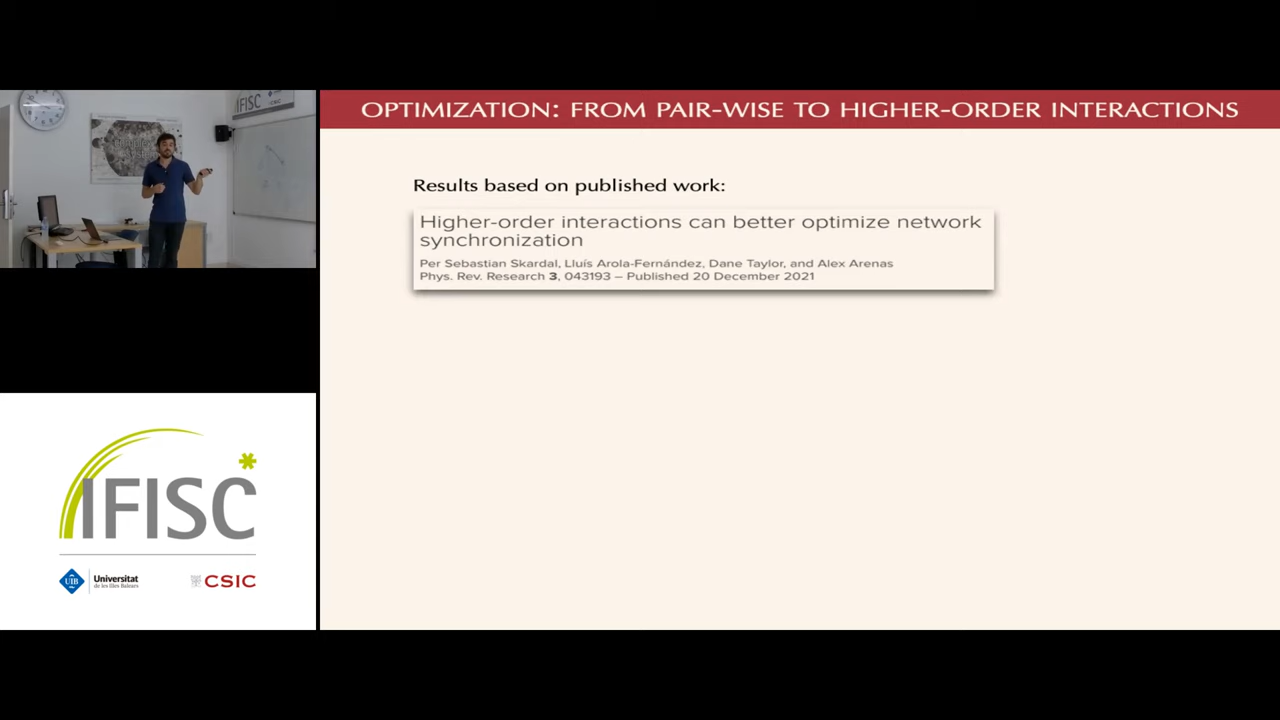 OPTIMIZATION: FROM PAIR-WISE TO HIGHER-ORDER INTERACTIONS
Results based on published work:
Higher-order interactions can better optimize network
synchronization
Per Sebastian Skardal, Lluís Arola-Fernández, Dane Taylor, and Alex Arenas
Phys. Rev. Research 3, 043193 – Published 20 December 2021
IFISC
IFISC
UIB
Universitat
de les Illes Balears
CSIC